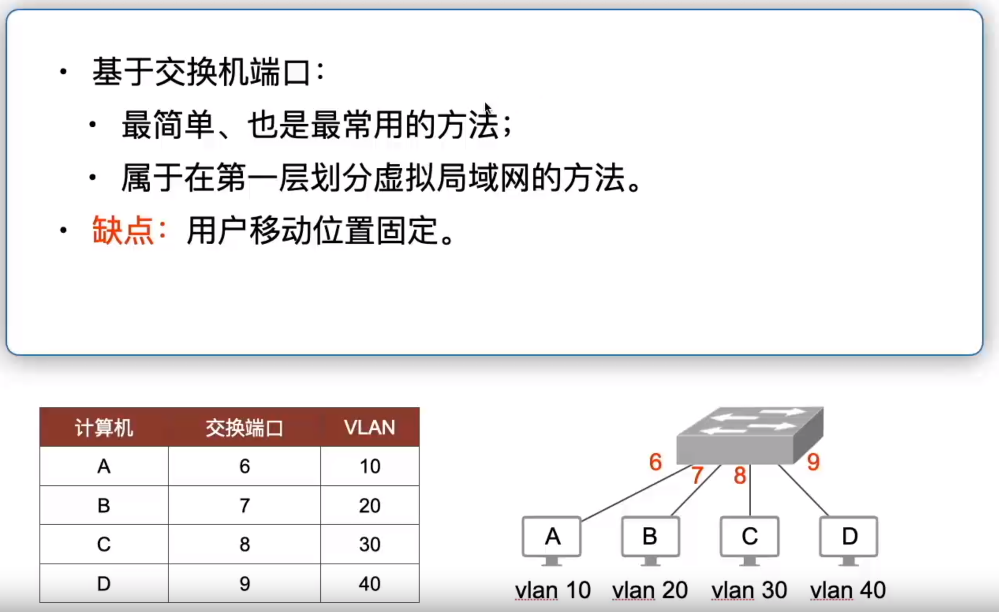 • 基于交换机端口：
• 最简单、也是最常用的方法；
• 属于在第一层划分虚拟局域网的方法。
• 缺点：用户移动位置固定。
计算机 交换端口 VLAN
A 6 10
B 7 20
C 8 30
D 9 40
6 7 8 9
A B C D
vlan 10 vlan 20 vlan 30 vlan 40